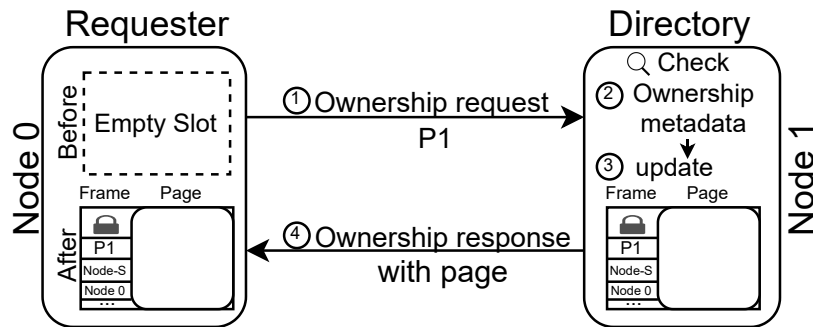 Requester
Directory
Node 0
Before
Empty Slot
① Ownership request
P1
Check
② Ownership
metadata
③ update
Node 1
After
Frame Page
P1
Node-S
Node 0
...
④ Ownership response
with page
Frame Page
P1
Node-S
Node 0
...